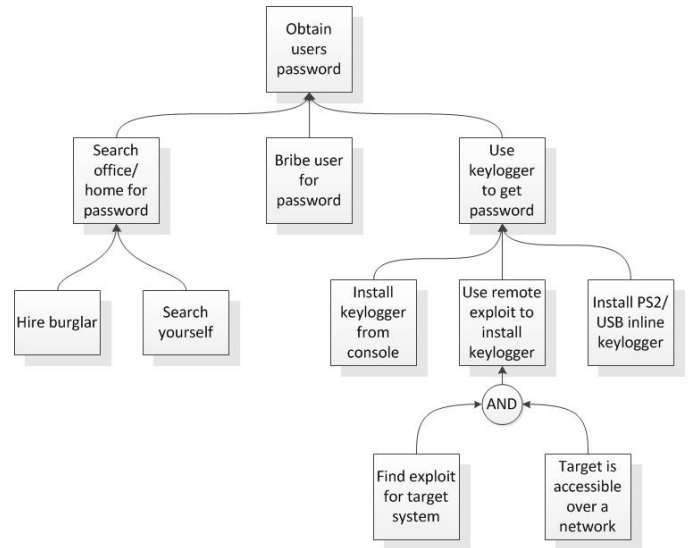 Obtain
users
password
Search
office/
home for
password
Bribe user
for
password
Use
keylogger
to get
password
Hire burglar
Search
yourself
Install
keylogger
from
console
Use remote
exploit to
install
keylogger
Install PS2/
USB inline
keylogger
AND
Find exploit
for target
system
Target is
accessible
over a
network